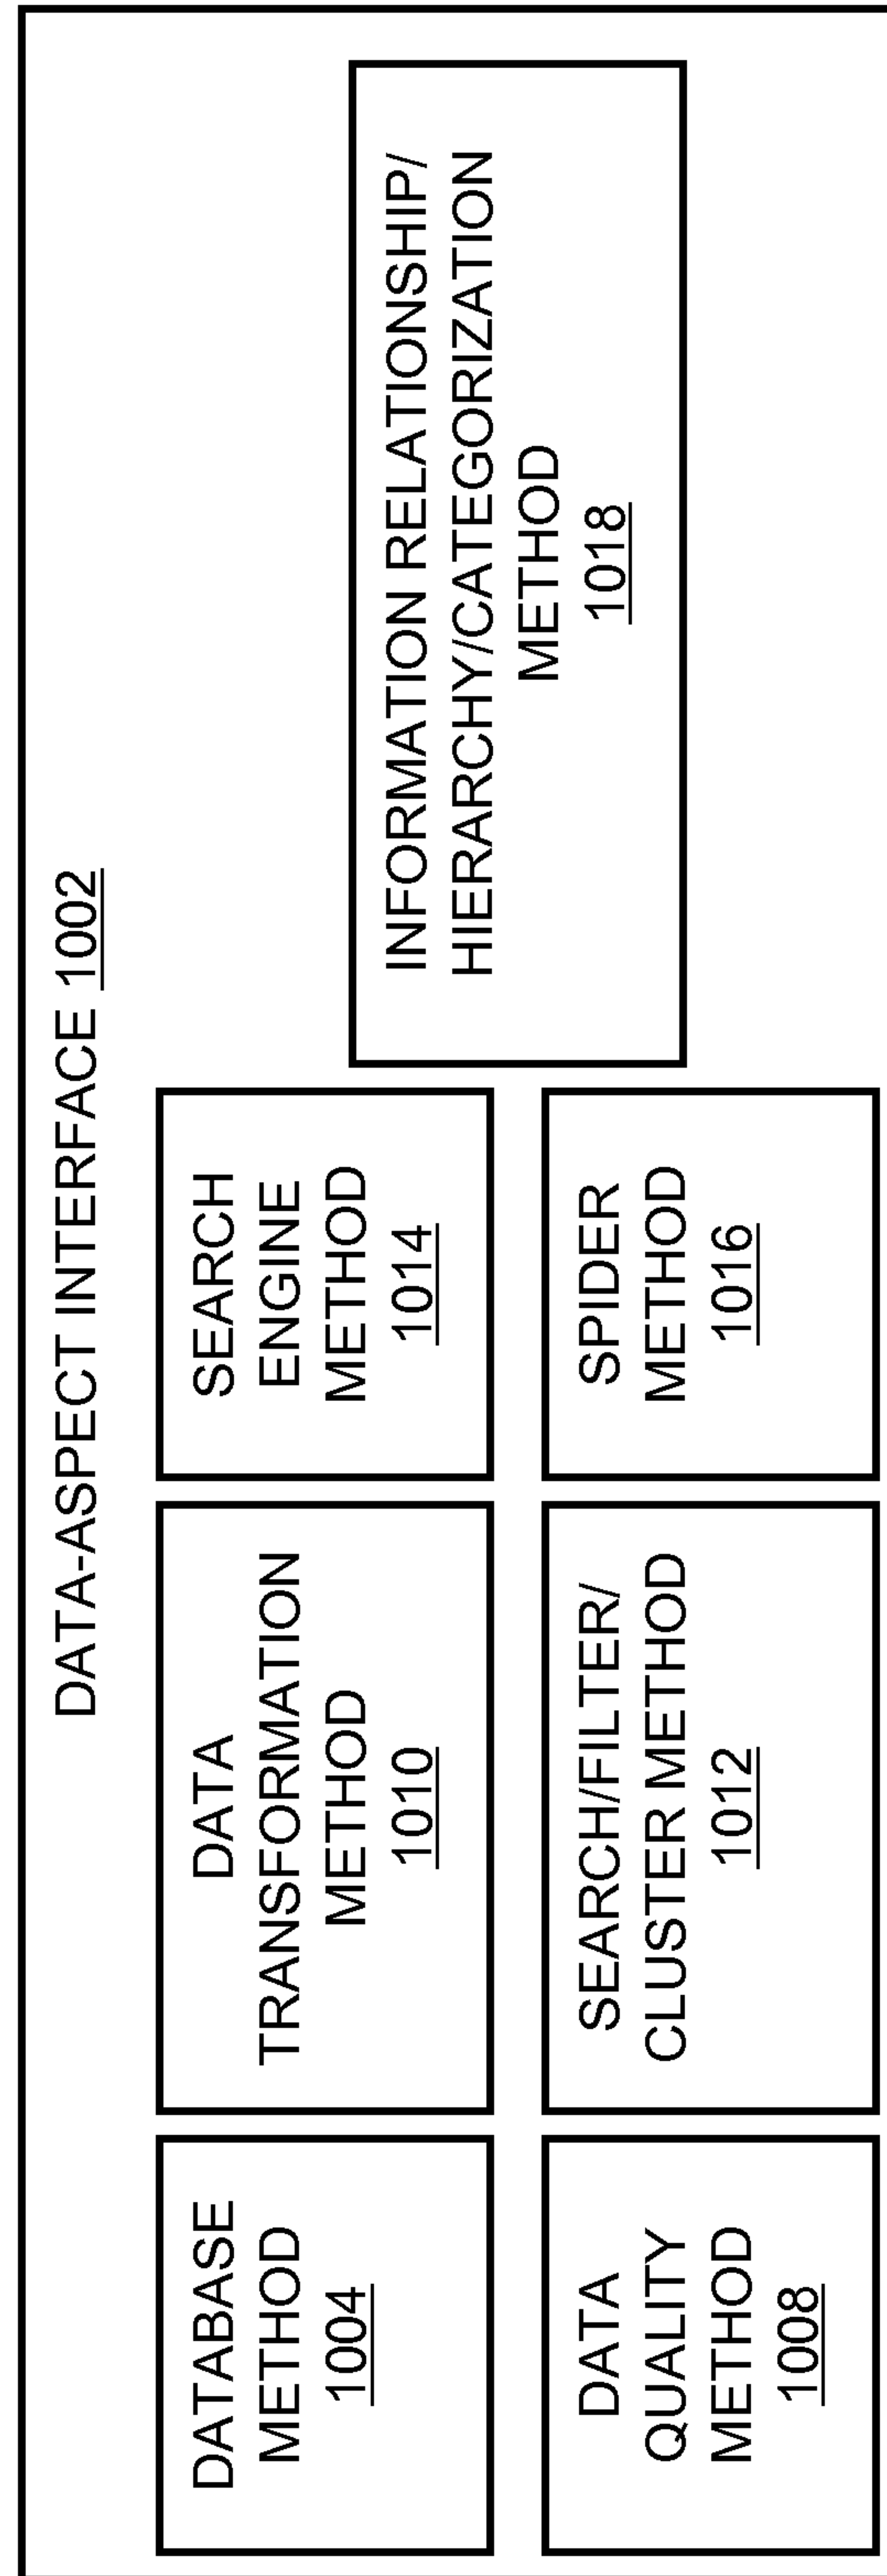 DATA-ASPECT INTERFACE 1002
DATABASE
METHOD
1004
DATA
TRANSFORMATION
METHOD
1010
SEARCH
ENGINE
METHOD
1014
INFORMATION RELATIONSHIP/
HIERARCHY/CATEGORIZATION
METHOD
1018
DATA
QUALITY
METHOD
1008
SEARCH/FILTER/
CLUSTER METHOD
1012
SPIDER
METHOD
1016